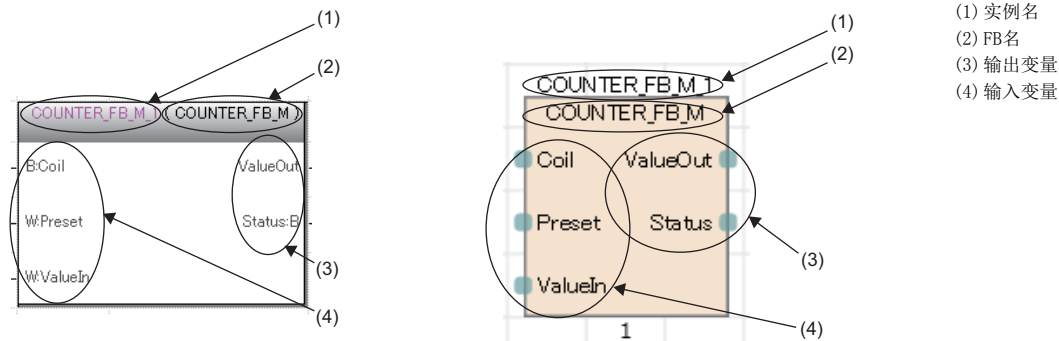 (1)
(2)
COUNTER_FB_M_1 ( COUNTER_FB_M )
B:Coil
ValueOut
W:Preset
Status:B
W:ValueIn
(3)
(4)
(1)
(2)
COUNTER_FB_M_1
COUNTER_FB_M
Coil
ValueOut
Preset
Status
ValueIn
1
(3)
(4)
(1) 实例名
(2) FB名
(3) 输出变量
(4) 输入变量